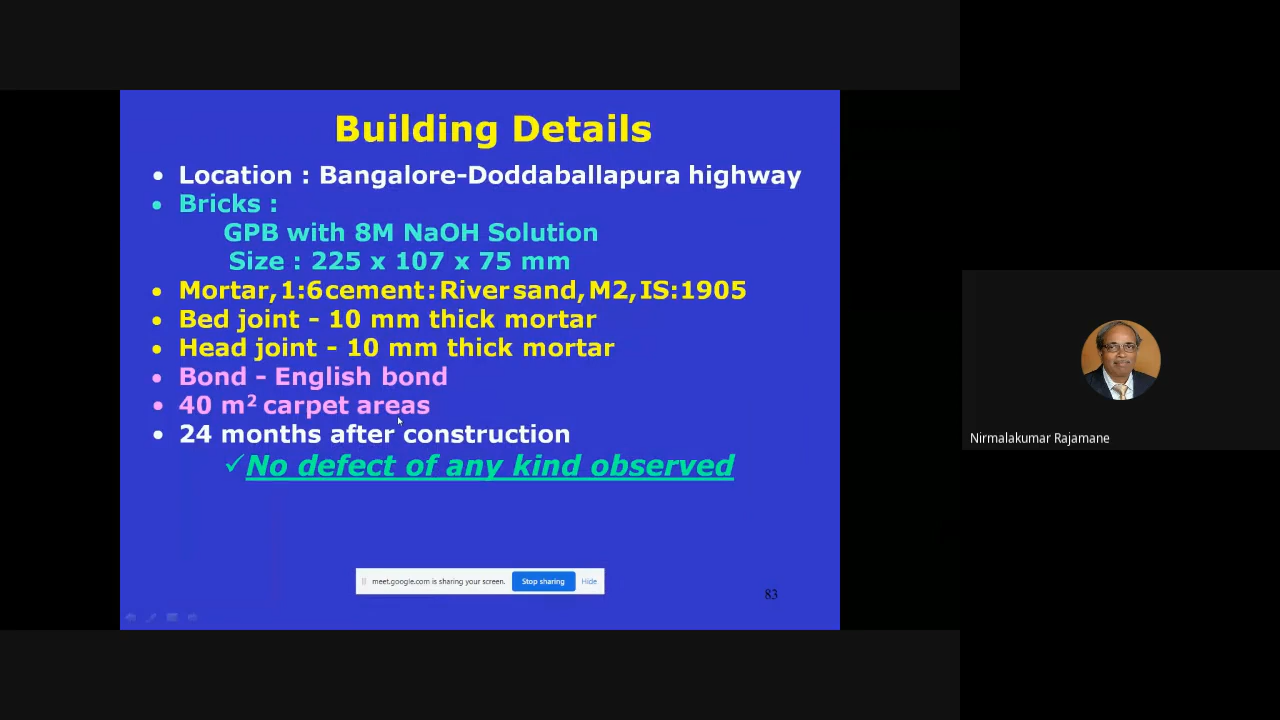 Building Details
• Location : Bangalore-Doddaballapura highway
• Bricks :
GPB with 8M NaOH Solution
Size : 225 x 107 x 75 mm
• Mortar, 1:6 cement : River sand, M2, IS:1905
• Bed joint - 10 mm thick mortar
• Head joint - 10 mm thick mortar
• Bond - English bond
• 40 m² carpet areas
• 24 months after construction
✓No defect of any kind observed
meet.google.com is sharing your screen. Stop sharing Hide
83
Nirmalakumar Rajamane